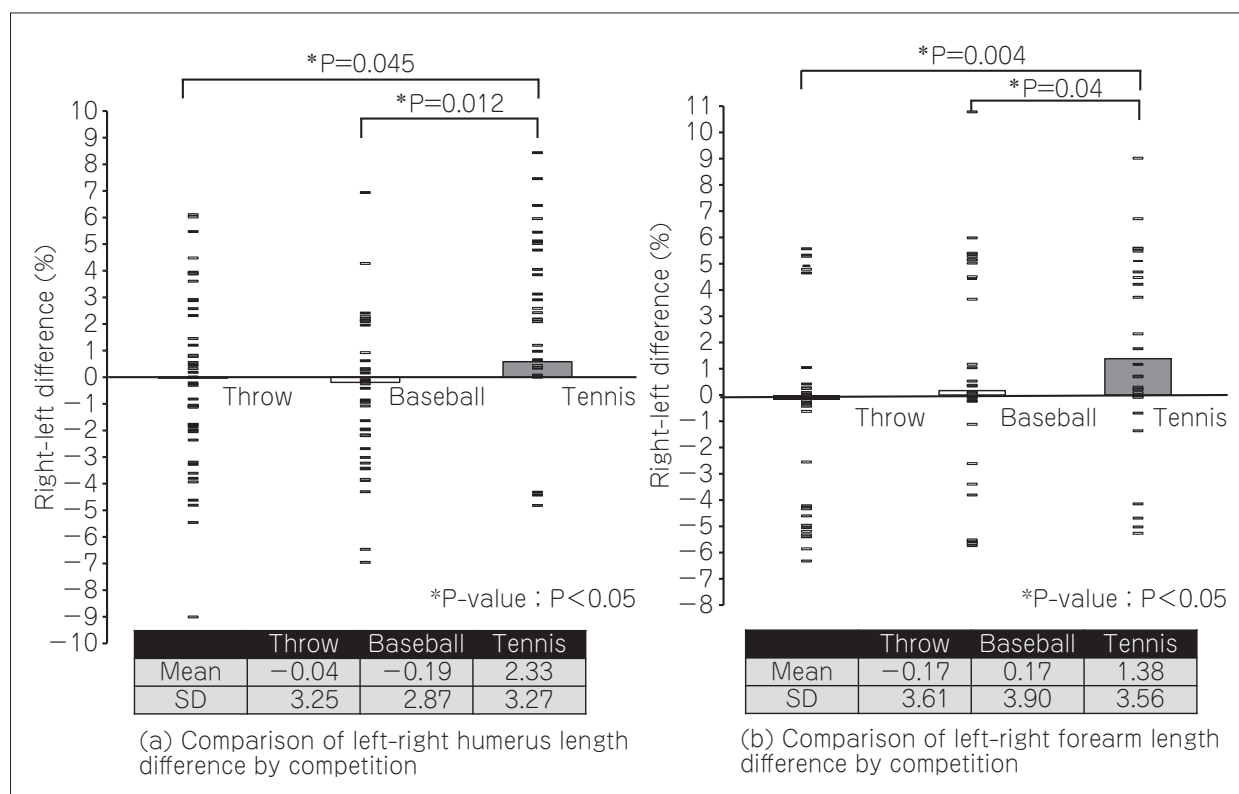 *P=0.045
*P=0.012
Right-left difference (%)
10
9
8
7
6
5
4
3
2
1
0
−1
−2
−3
−4
−5
−6
−7
−8
−9
−10
Throw Baseball Tennis
*P-value ; P<0.05
Throw Baseball Tennis
Mean −0.04 −0.19 2.33
SD 3.25 2.87 3.27
(a) Comparison of left-right humerus length
difference by competition
*P=0.004
*P=0.04
Right-left difference (%)
11
10
9
8
7
6
5
4
3
2
1
0
−1
−2
−3
−4
−5
−6
−7
−8
Throw Baseball Tennis
*P-value ; P<0.05
Throw Baseball Tennis
Mean −0.17 0.17 1.38
SD 3.61 3.90 3.56
(b) Comparison of left-right forearm length
difference by competition